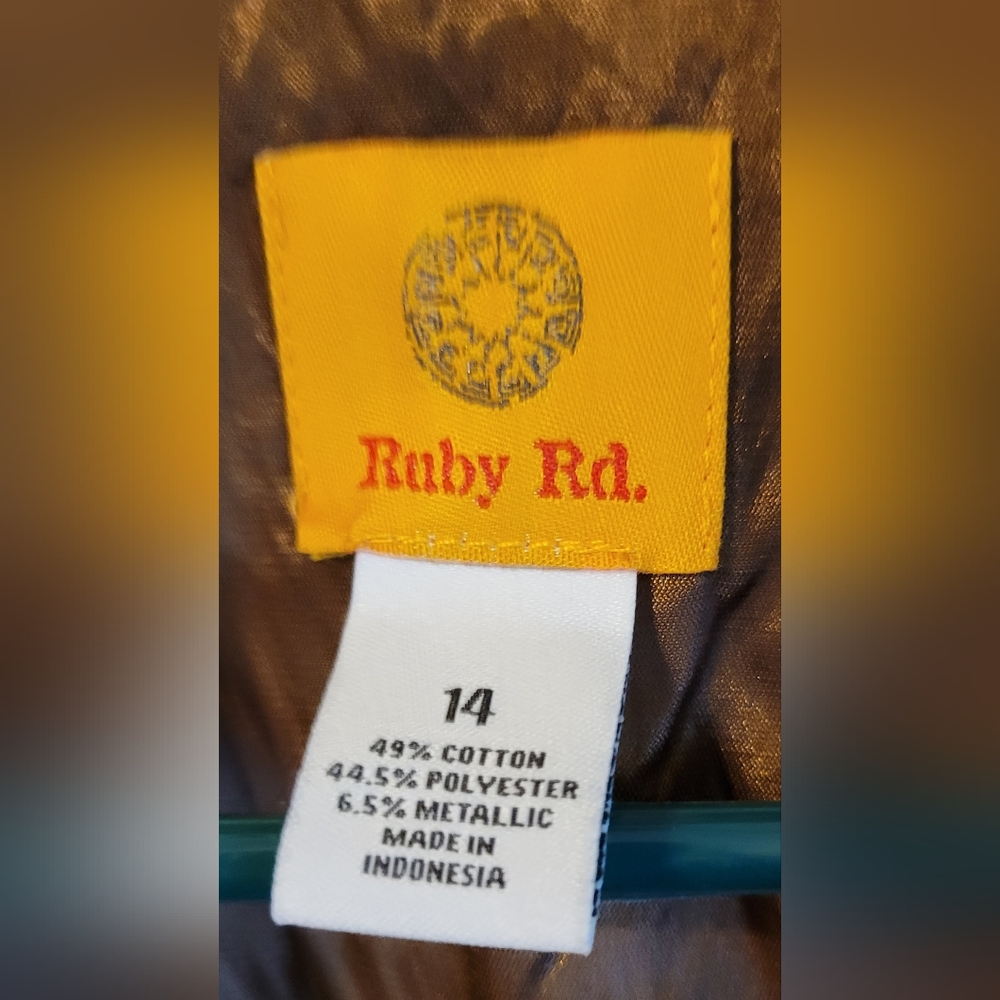 Ruby Rd.
14
49% COTTON
44.5% POLYESTER
6.5% METALLIC
MADE IN
INDONESIA